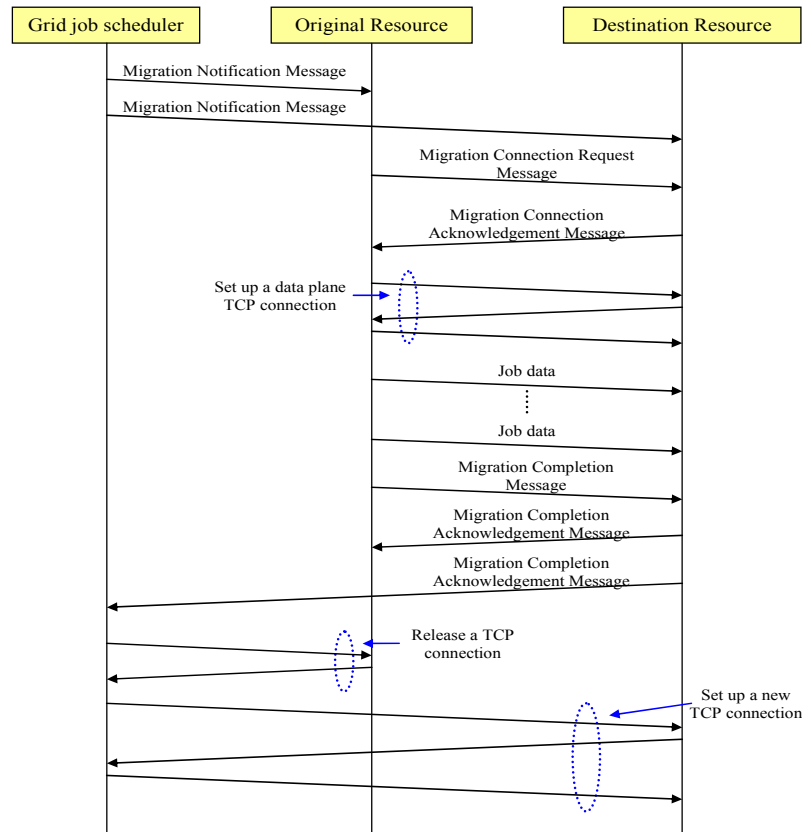 Grid job scheduler
Original Resource
Destination Resource
Migration Notification Message
Migration Notification Message
Migration Connection Request
Message
Migration Connection
Acknowledgement Message
Set up a data plane
TCP connection
Job data
Job data
Migration Completion
Message
Migration Completion
Acknowledgement Message
Migration Completion
Acknowledgement Message
Release a TCP
connection
Set up a new
TCP connection